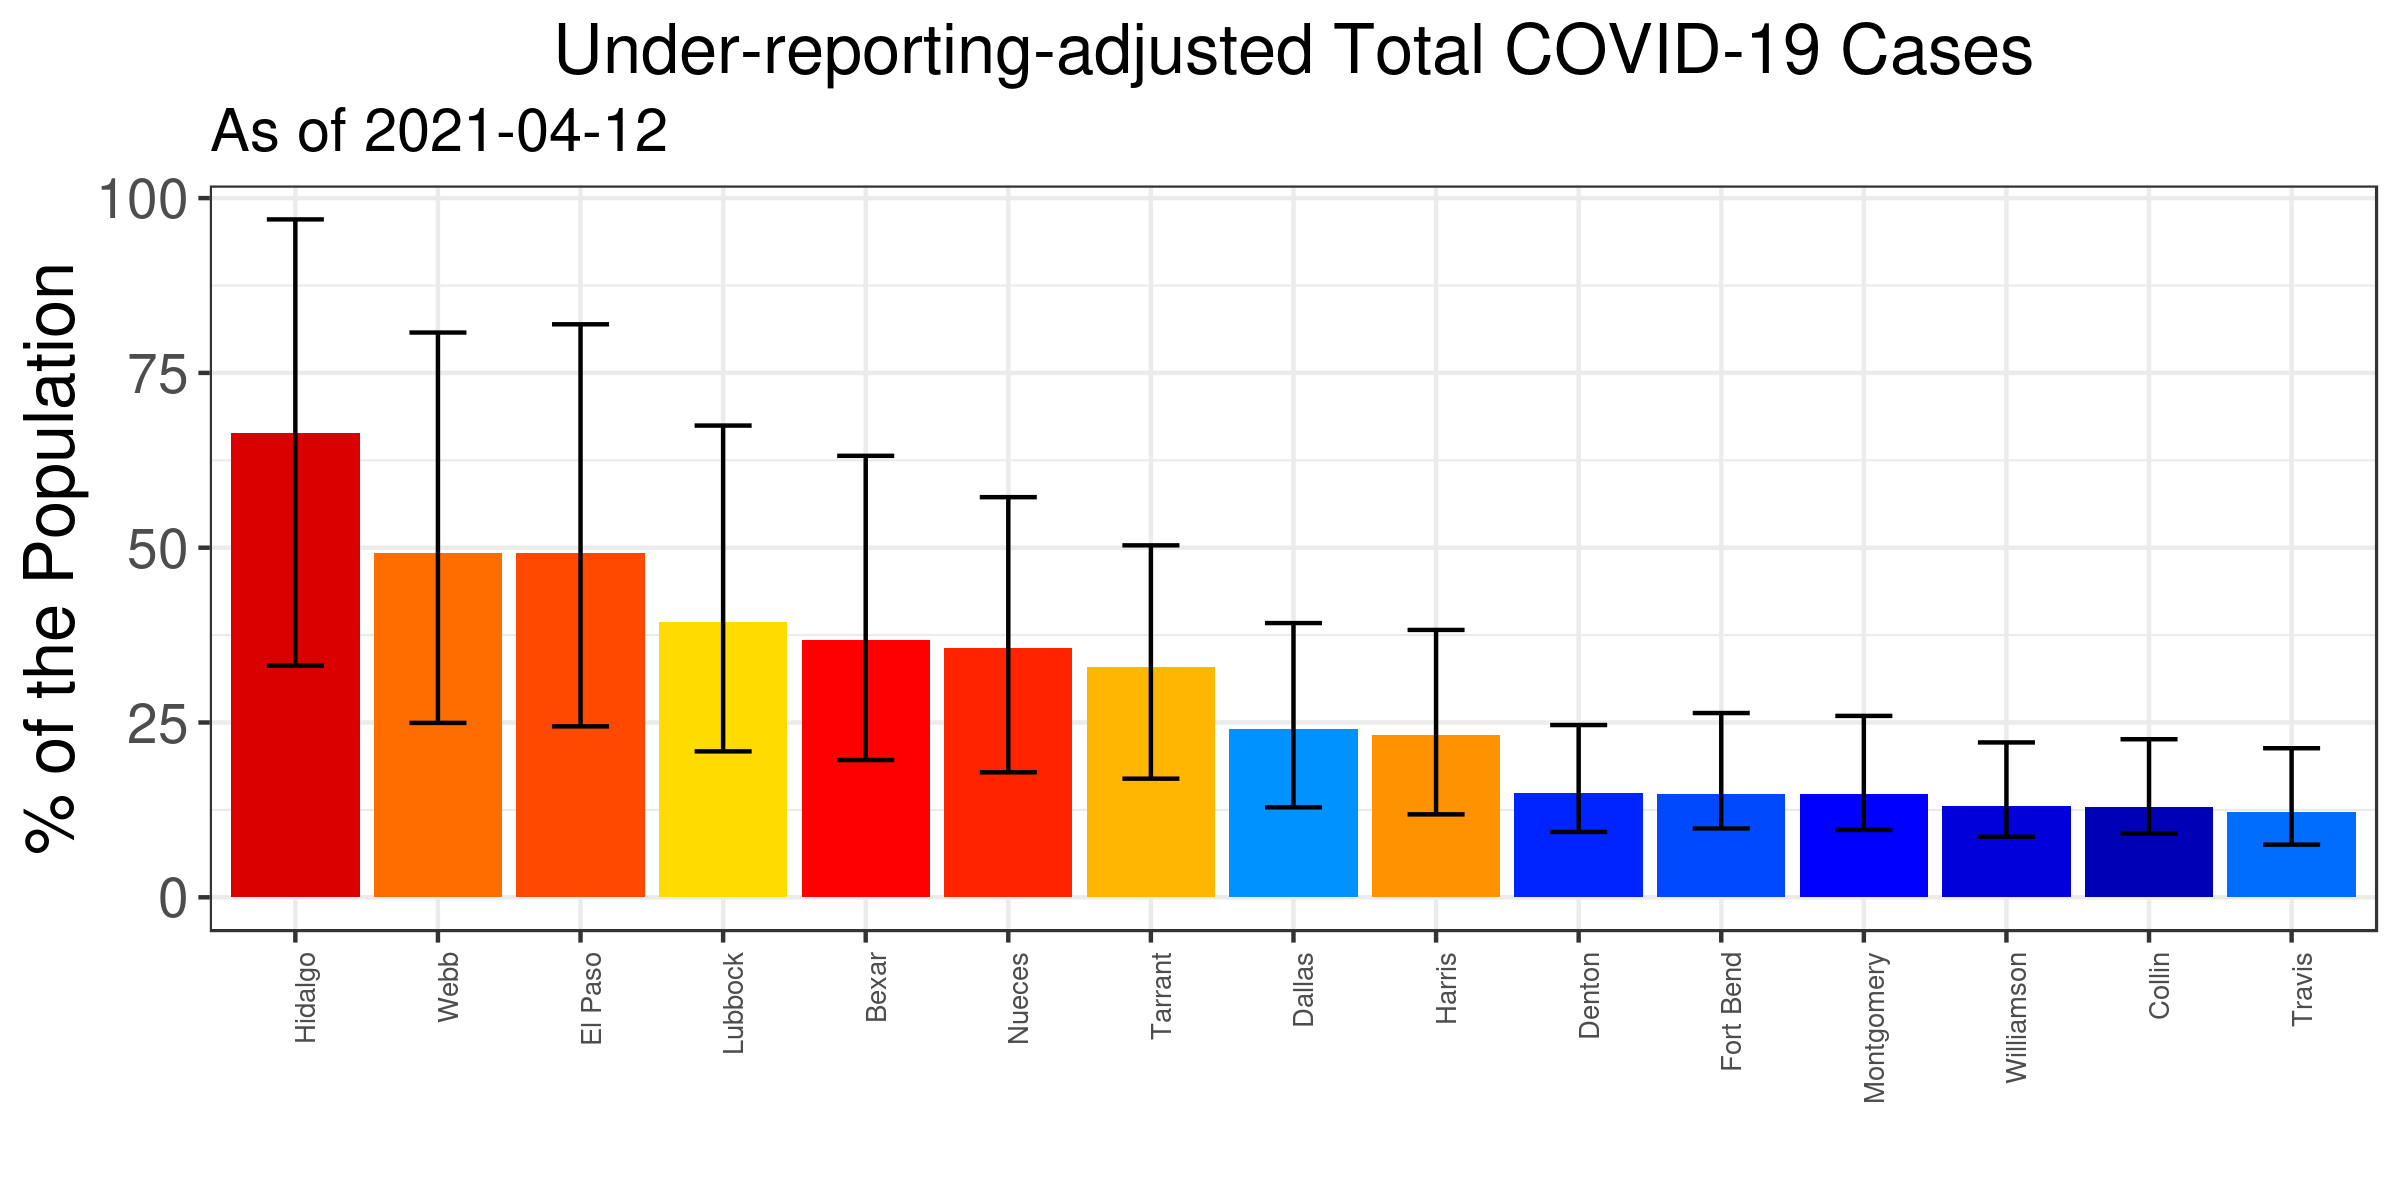 Under-reporting-adjusted Total COVID-19 Cases
As of 2021-04-12
% of the Population
100
75
50
25
0
Hidalgo
Webb
El Paso
Lubbock
Bexar
Nueces
Tarrant
Dallas
Harris
Denton
Fort Bend
Montgomery
Williamson
Collin
Travis